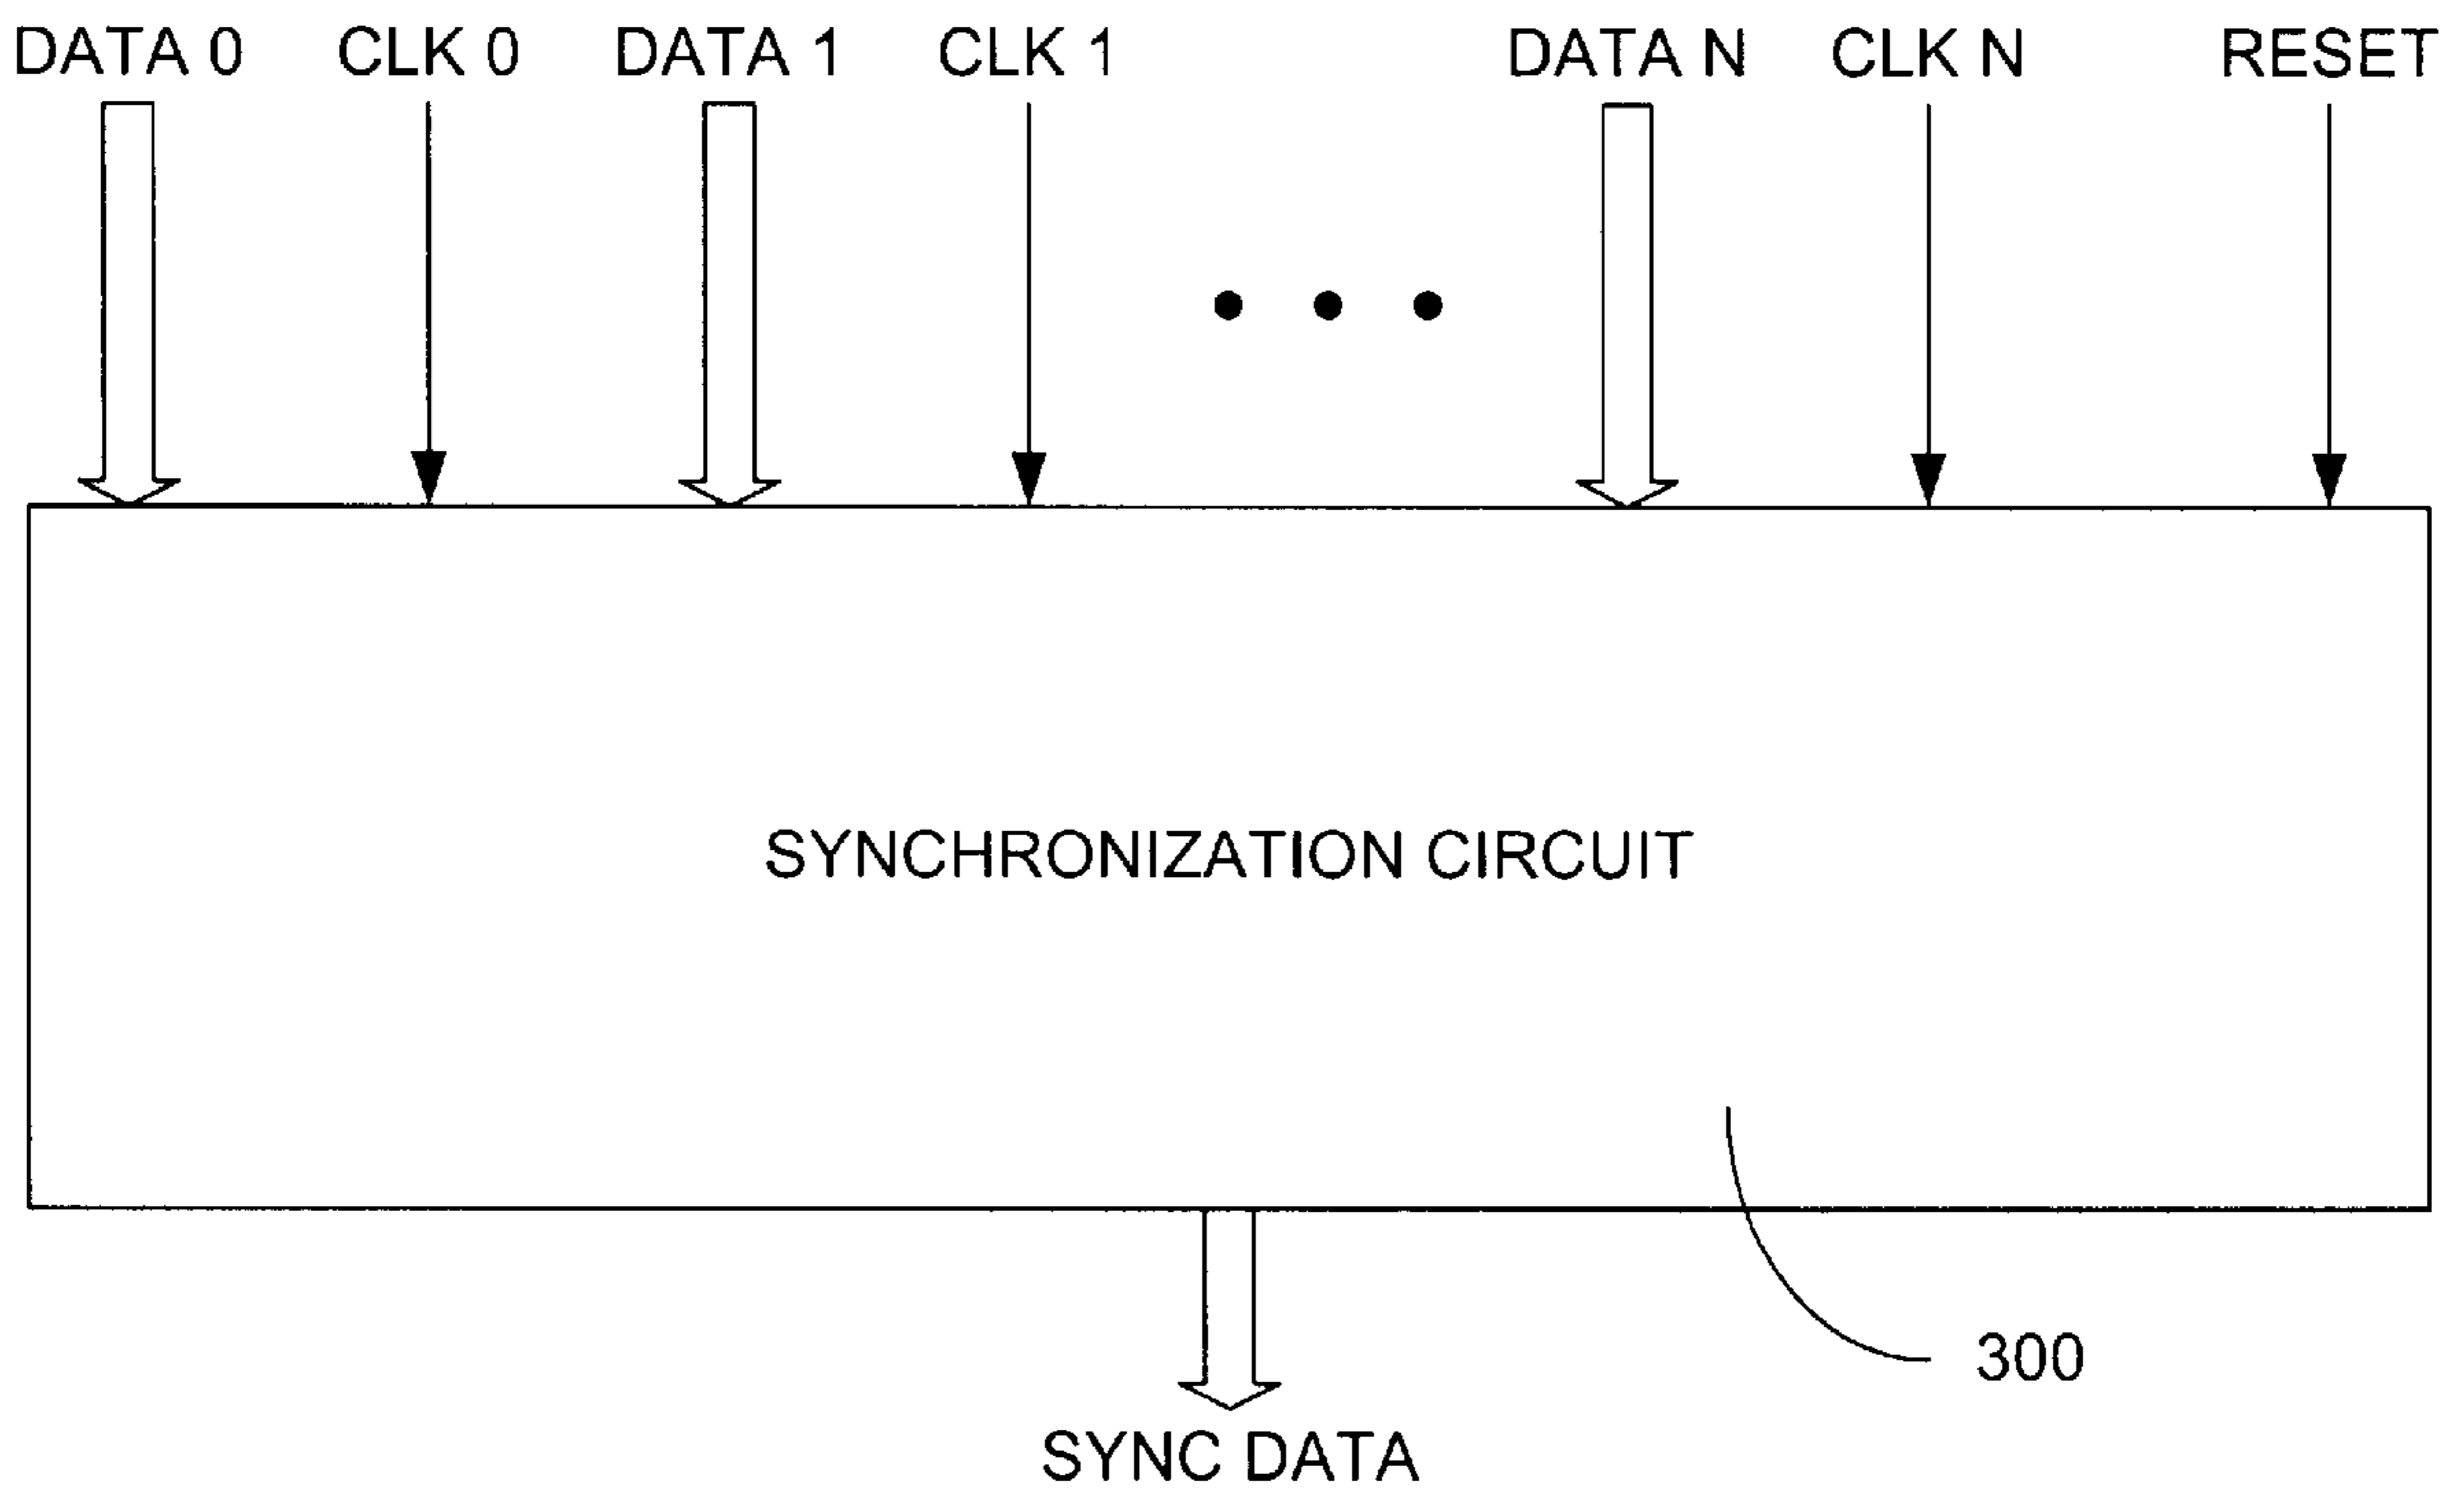 DATA 0 CLK 0 DATA 1 CLK 1 DATA N CLK N RESET
SYNCHRONIZATION CIRCUIT
300
SYNC DATA